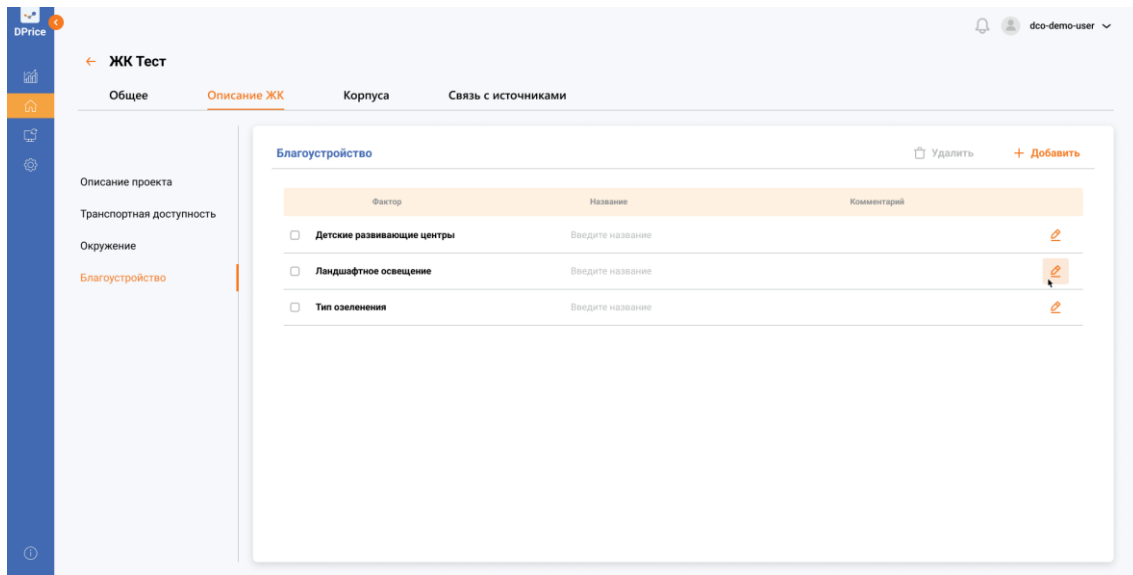 DPrice
dco-demo-user
ЖК Тест
Общее Описание ЖК Корпуса Связь с источниками
Описание проекта
Транспортная доступность
Окружение
Благоустройство
Благоустройство Удалить + Добавить
Фактор Название Комментарий
Детские развивающие центры Введите название
Ландшафтное освещение Введите название
Тип озеленения Введите название